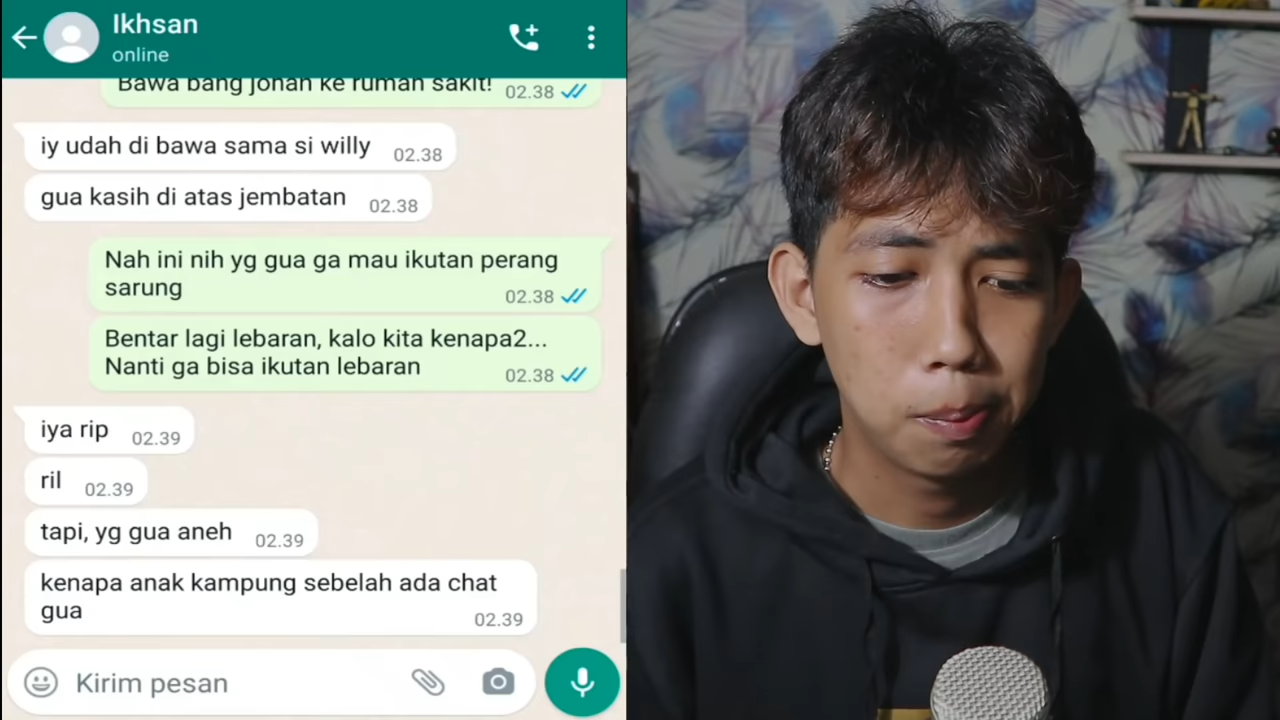 Ikhsan
online
Bawa bang johan ke rumah sakit! 02.38
iy udah di bawa sama si willy 02.38
gua kasih di atas jembatan 02.38
Nah ini nih yg gua ga mau ikutan perang
sarung 02.38
Bentar lagi lebaran, kalo kita kenapa2...
Nanti ga bisa ikutan lebaran 02.38
iya rip 02.39
ril 02.39
tapi, yg gua aneh 02.39
kenapa anak kampung sebelah ada chat
gua 02.39
Kirim pesan